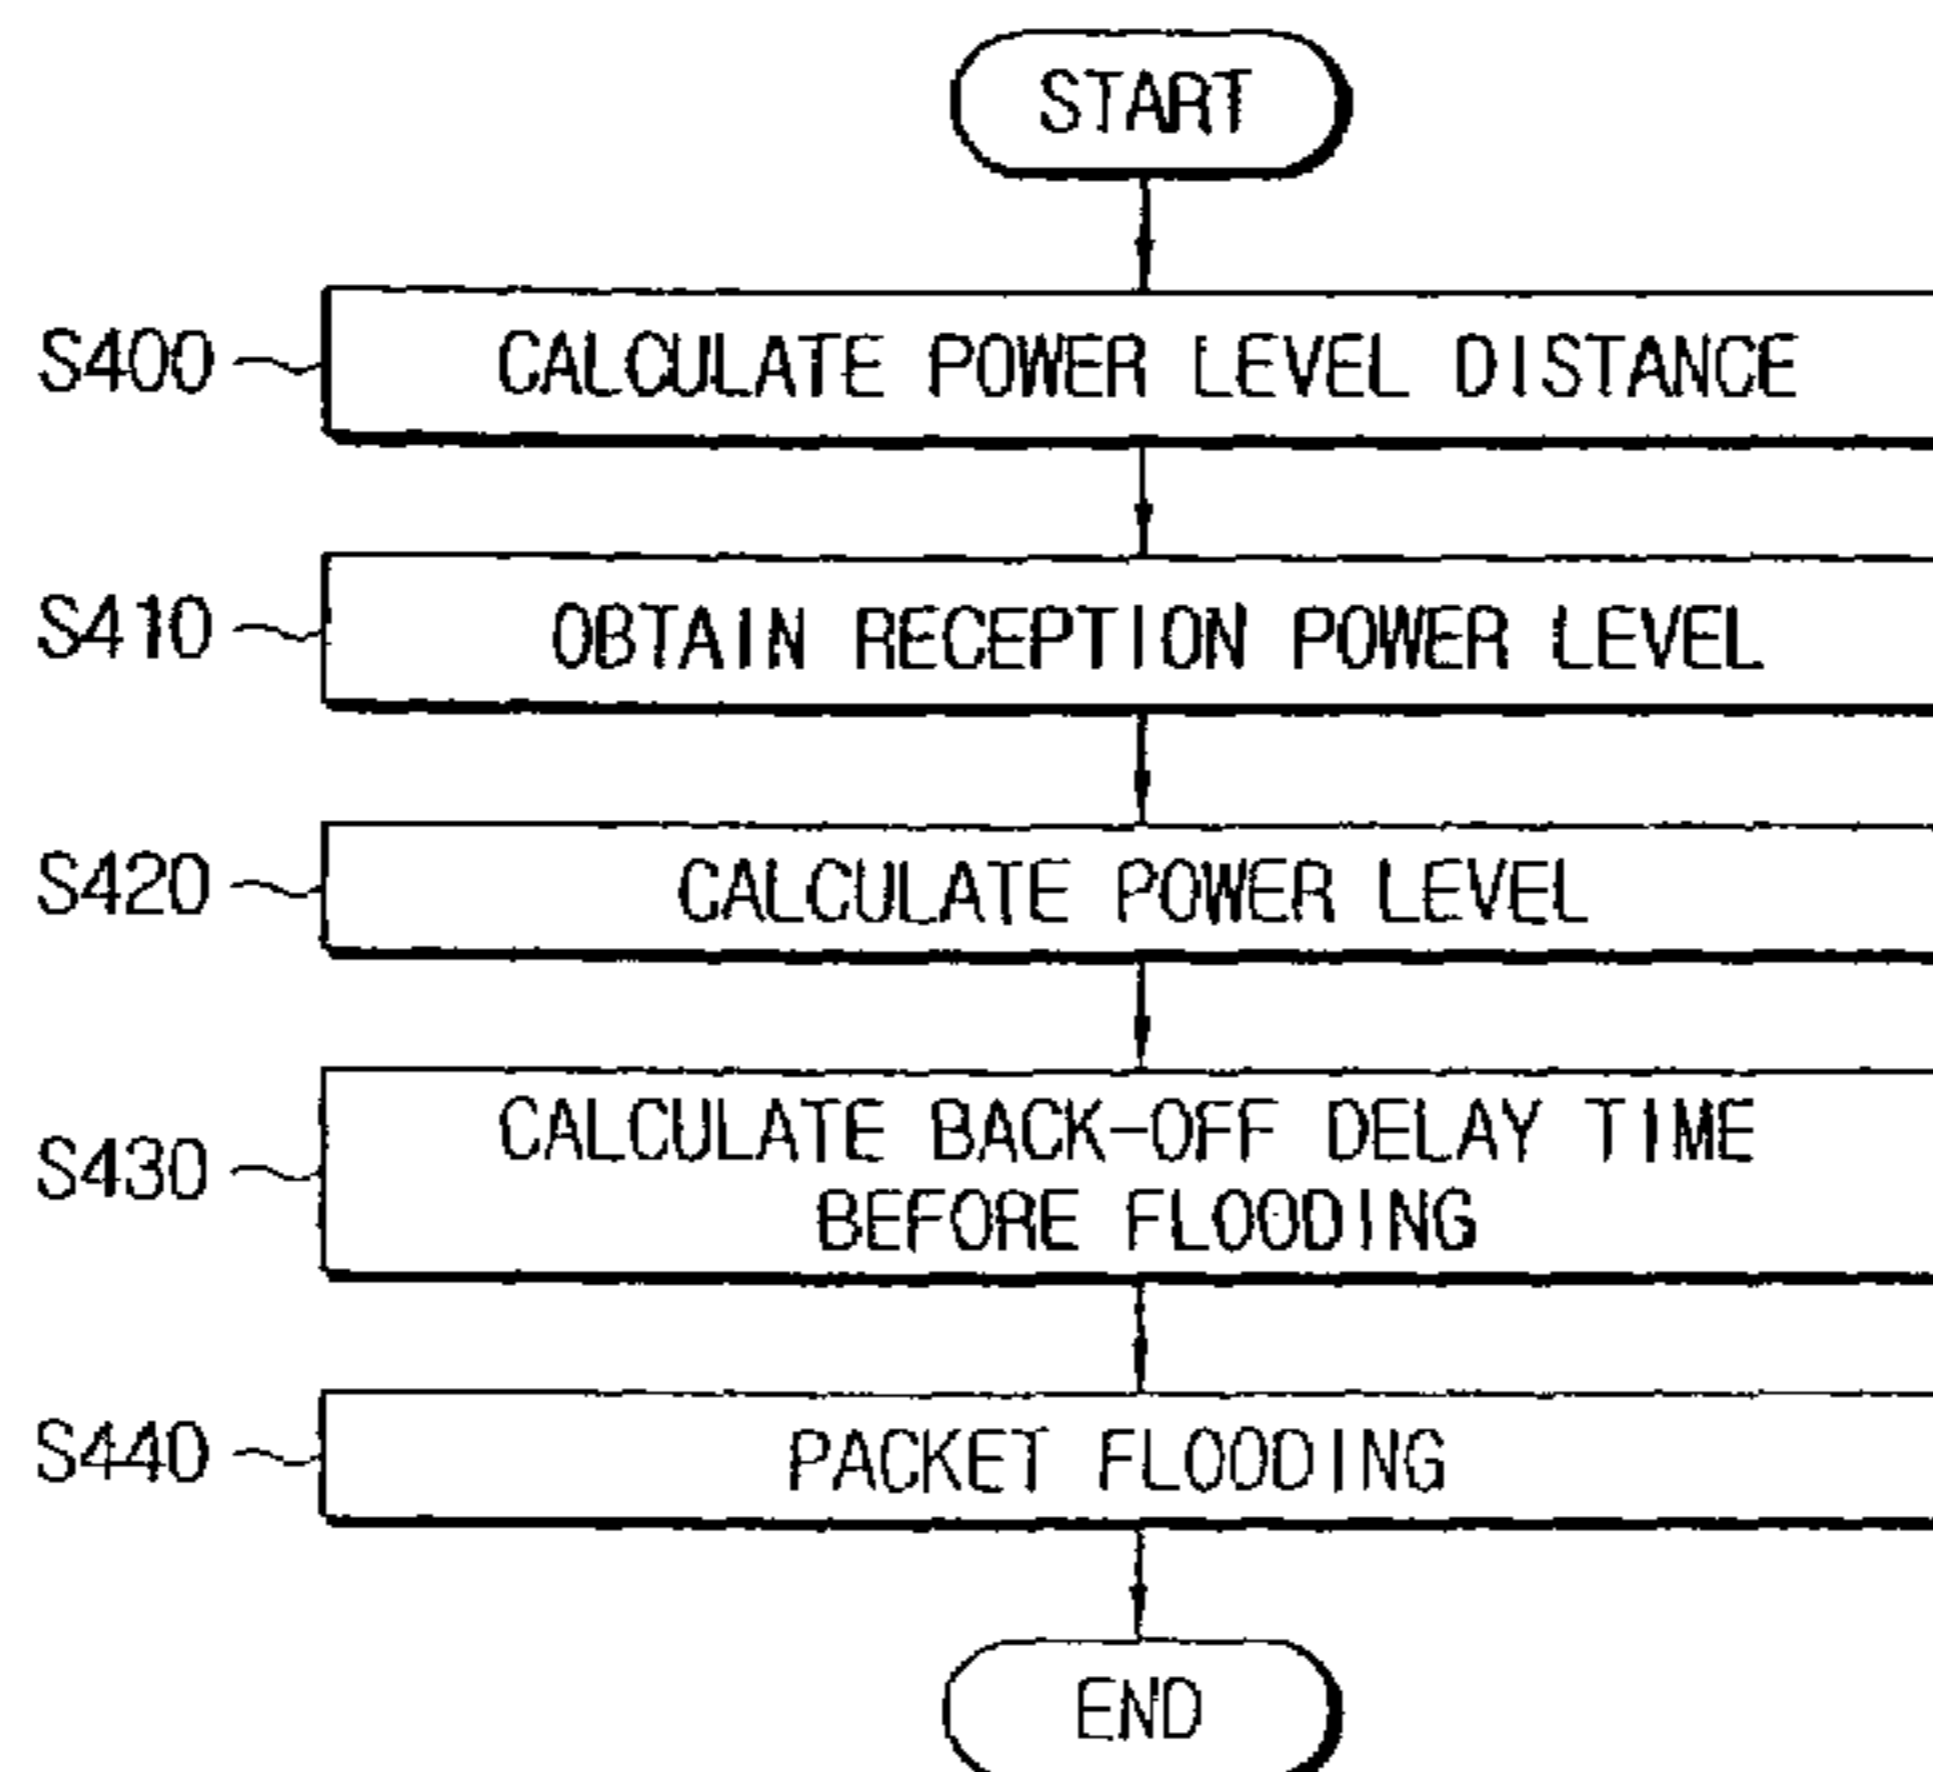 START
S400 CALCULATE POWER LEVEL DISTANCE
S410 OBTAIN RECEPTION POWER LEVEL
S420 CALCULATE POWER LEVEL
S430 CALCULATE BACK-OFF DELAY TIME
BEFORE FLOODING
S440 PACKET FLOODING
END